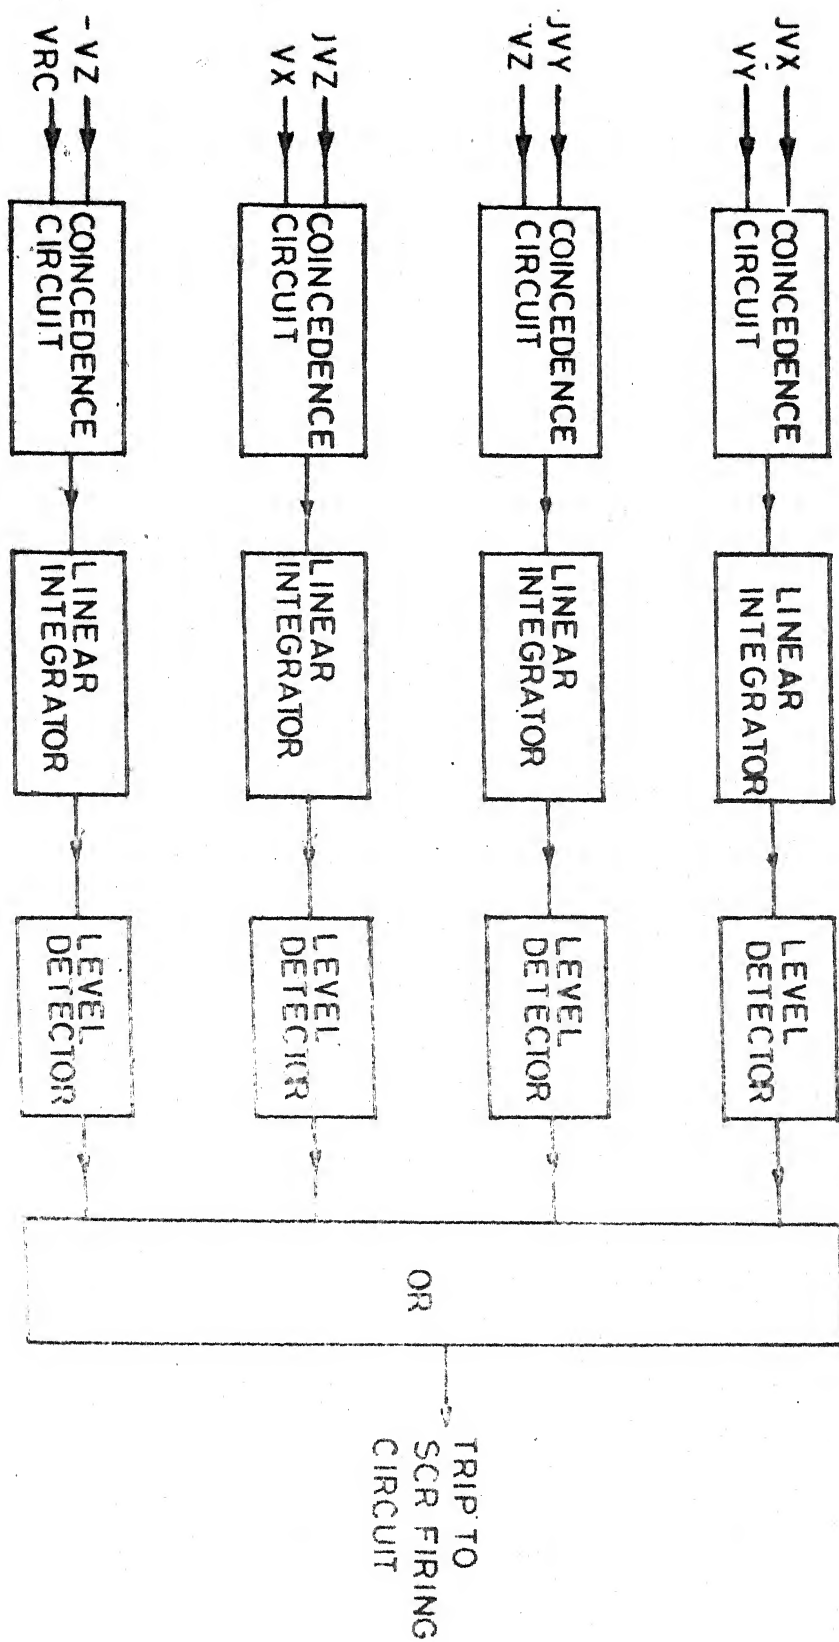 JVX
VY
COINCEDENCE
CIRCUIT
LINEAR
INTEGRATOR
LEVEL
DETECTOR
JVY
VZ
COINCEDENCE
CIRCUIT
LINEAR
INTEGRATOR
LEVEL
DETECTOR
JVZ
VX
COINCEDENCE
CIRCUIT
LINEAR
INTEGRATOR
LEVEL
DETECTOR
-VZ
VRC
COINCEDENCE
CIRCUIT
LINEAR
INTEGRATOR
LEVEL
DETECTOR
OR
TRIP TO
SCR FIRING
CIRCUIT